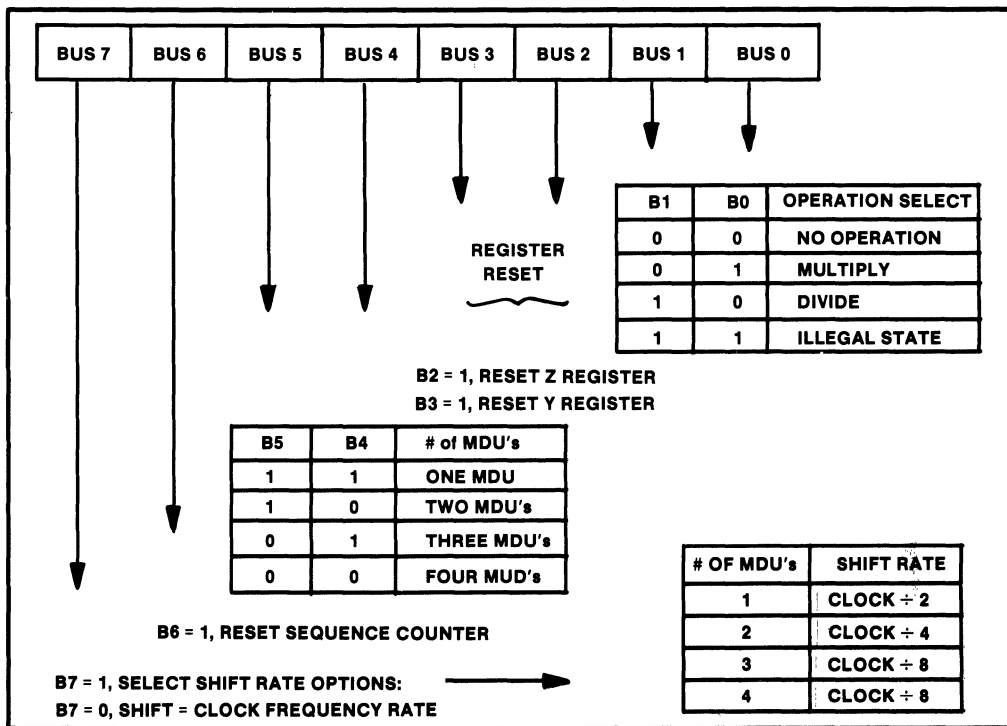 BUS 7 BUS 6 BUS 5 BUS 4 BUS 3 BUS 2 BUS 1 BUS 0
B1 B0 OPERATION SELECT
0 0 NO OPERATION
0 1 MULTIPLY
1 0 DIVIDE
1 1 ILLEGAL STATE
REGISTER
RESET
B2 = 1, RESET Z REGISTER
B3 = 1, RESET Y REGISTER
B5 B4 # of MDU's
1 1 ONE MDU
1 0 TWO MDU's
0 1 THREE MDU's
0 0 FOUR MUD's
# OF MDU's SHIFT RATE
1 CLOCK ÷ 2
2 CLOCK ÷ 4
3 CLOCK ÷ 8
4 CLOCK ÷ 8
B6 = 1, RESET SEQUENCE COUNTER
B7 = 1, SELECT SHIFT RATE OPTIONS:
B7 = 0, SHIFT = CLOCK FREQUENCY RATE